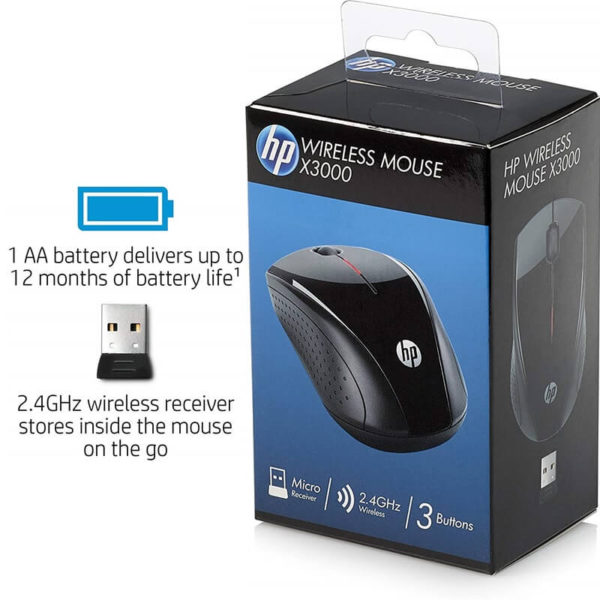 1 AA battery delivers up to
12 months of battery life¹
2.4GHz wireless receiver
stores inside the mouse
on the go
hp WIRELESS MOUSE
X3000
hp
WIRELESS MOUSE
X3000
hp
Micro
Receiver
2.4GHz
Wireless
3 Buttons
HP WIRELESS
MOUSE X3000
hp